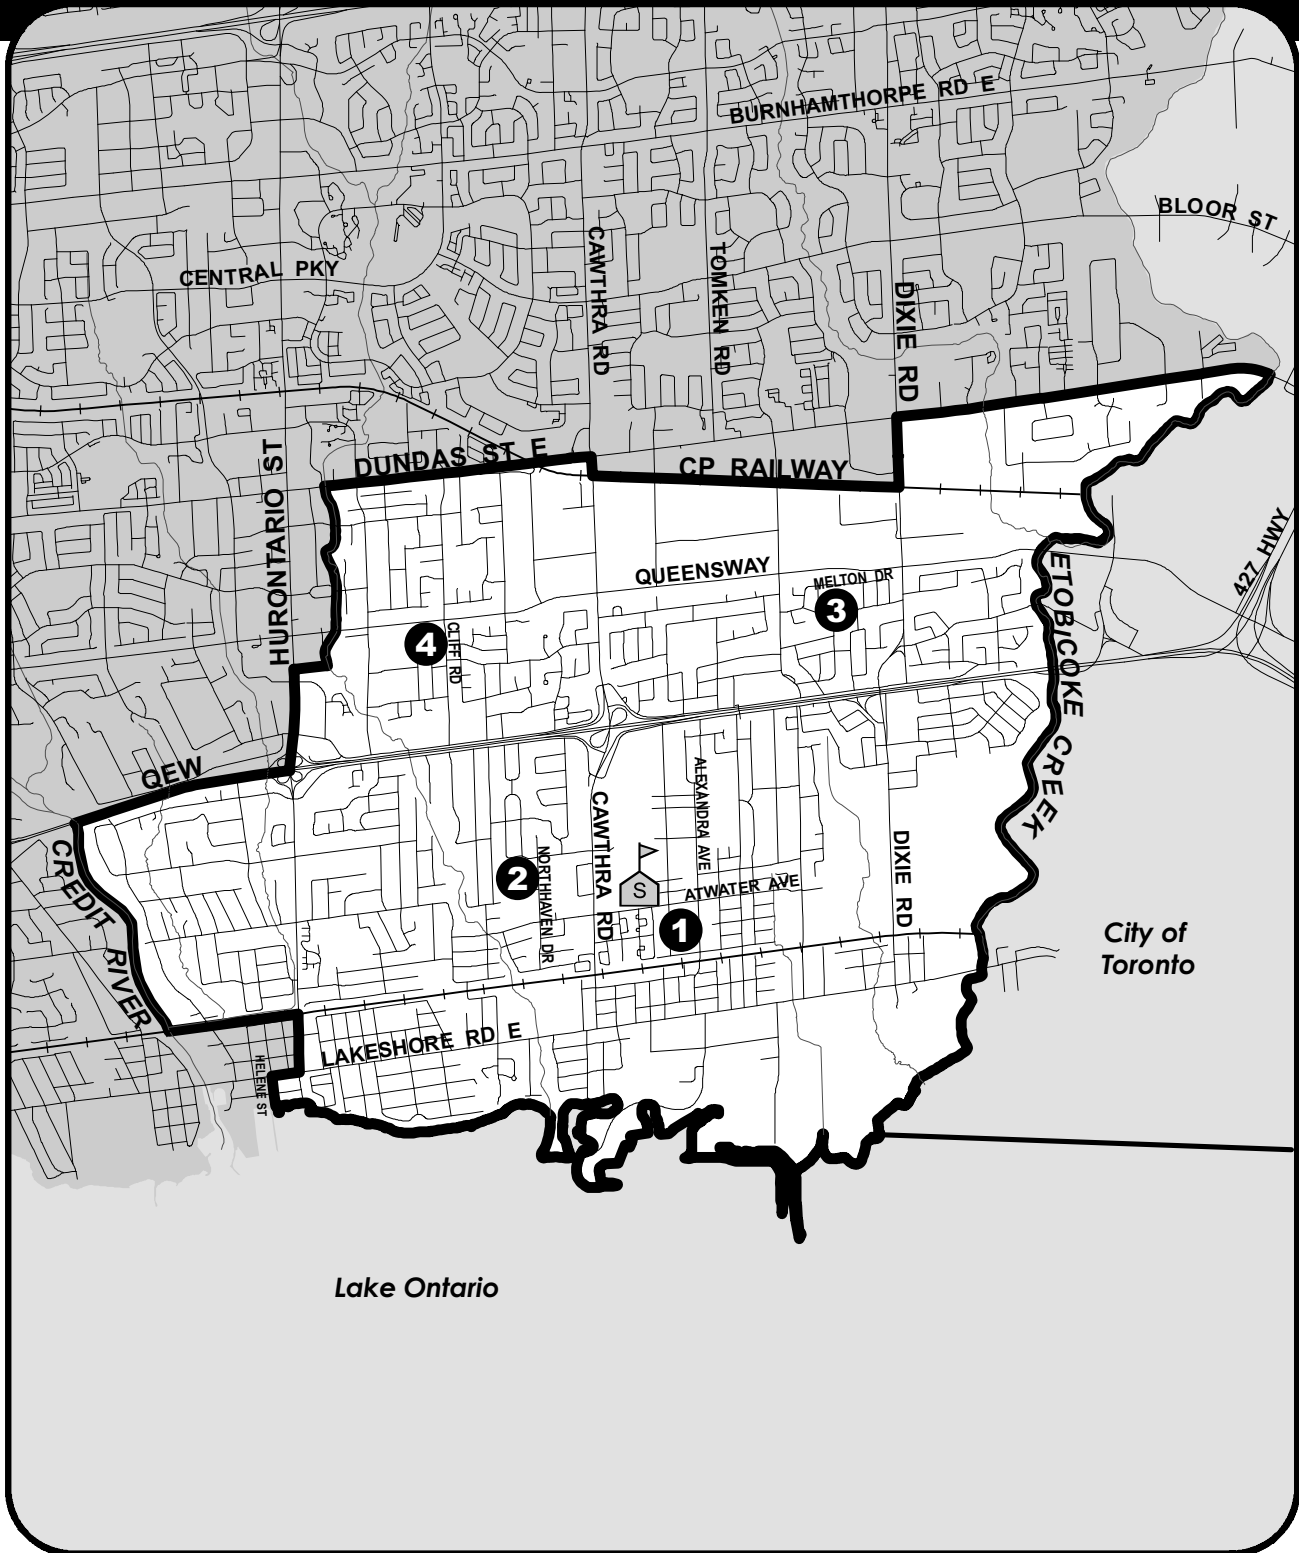 BURNHAMTHORPE RD E
BLOOR ST
CENTRAL PKY
CAWTHRA RD
TOMKEN RD
DIXIE RD
DUNDAS ST E
CP RAILWAY
HURONTARIO ST
427 HWY
QUEENSWAY
MELTON DR
3
ETOBICOKE CREEK
4
CLIFF RD
QEW
ALEXANDRA AVE
CAWTHRA RD
CREDIT RIVER
2
NORTHHAVEN DR
S
ATWATER AVE
DIXIE RD
1
City of
Toronto
LAKESHORE RD E
HELENE ST
Lake Ontario